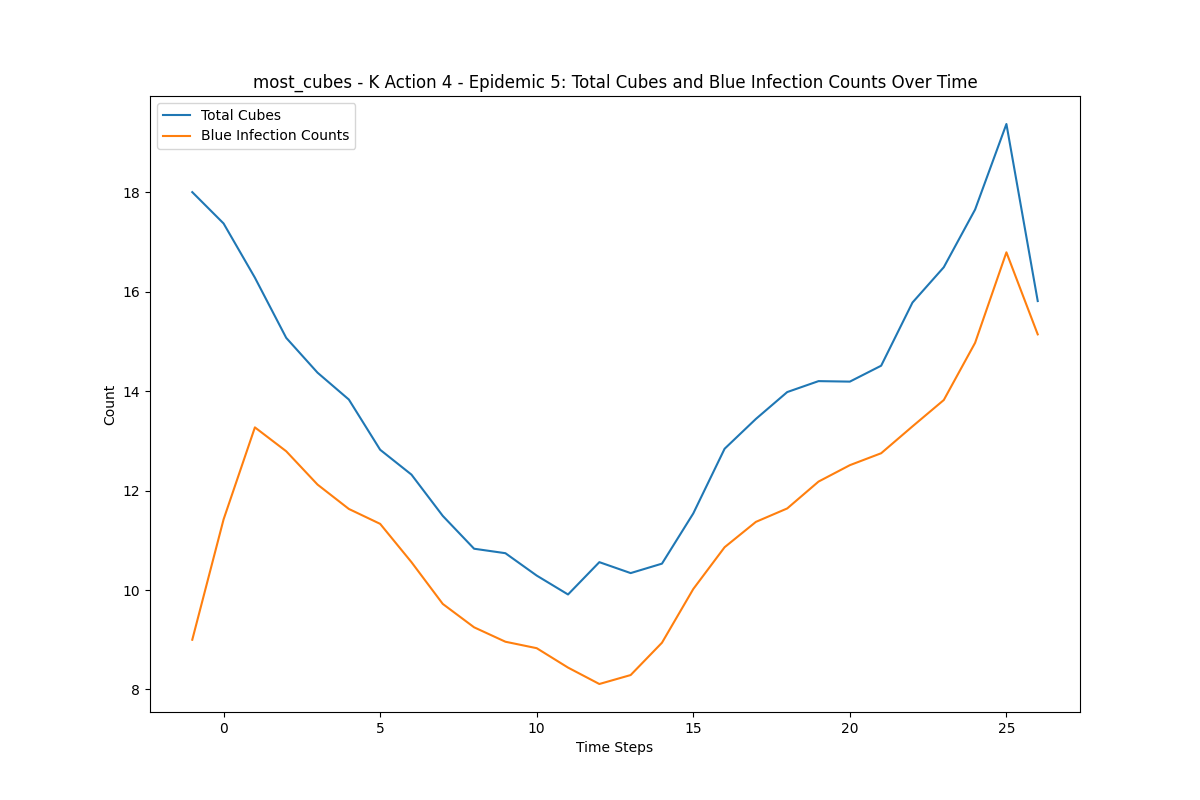 most_cubes - K Action 4 - Epidemic 5: Total Cubes and Blue Infection Counts Over Time
Total Cubes
Blue Infection Counts
18
16
14
12
10
8
Count
0 5 10 15 20 25
Time Steps